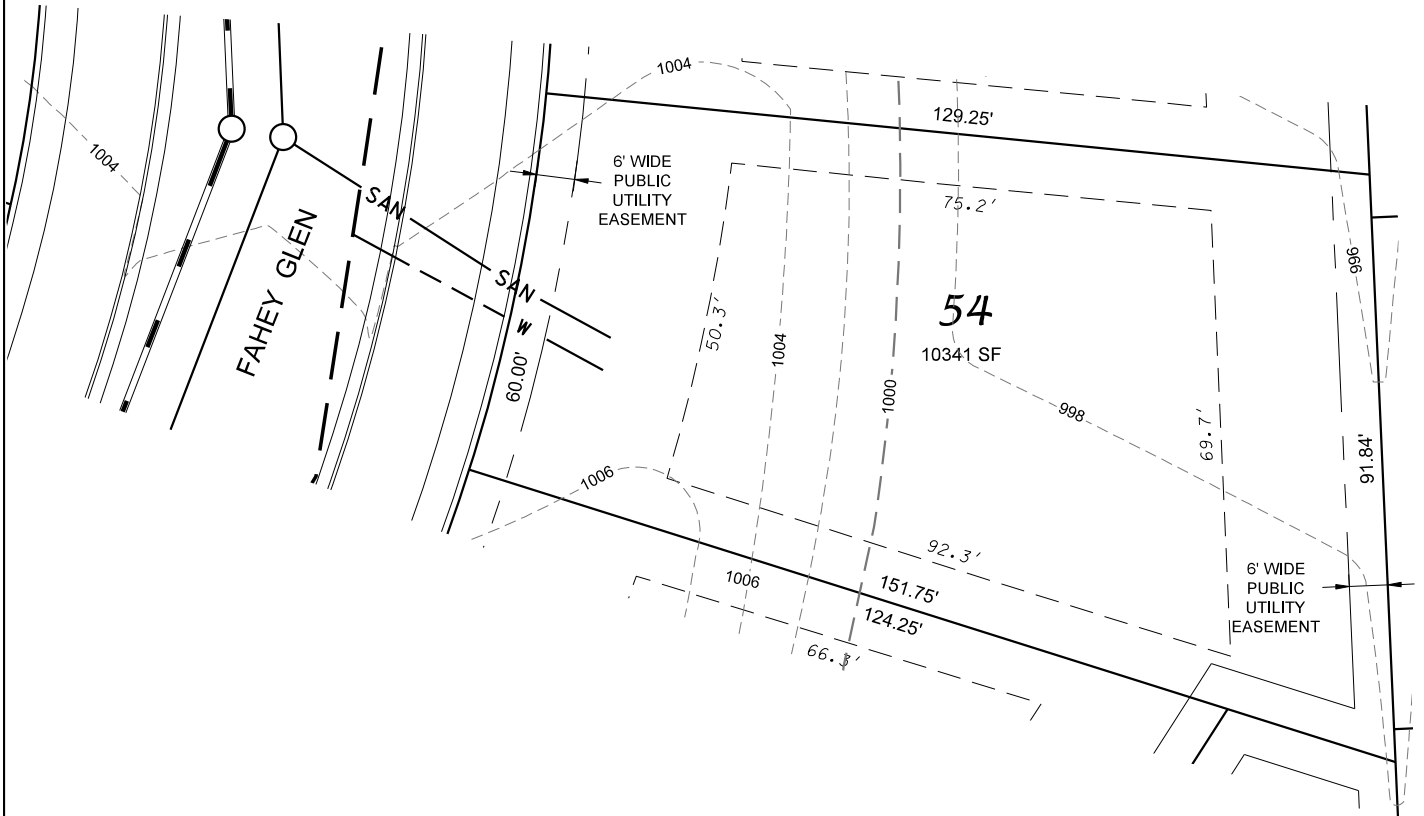 1004
129.25'
1004
6' WIDE
PUBLIC
UTILITY
EASEMENT
SAN
75.2'
FAHEY GLEN
996
SAN
54
50.3'
W
10341 SF
1004
60.00'
1000
998
69.7'
91.84'
1006
92.3'
6' WIDE
PUBLIC
UTILITY
EASEMENT
1006
151.75'
124.25'
66.3'